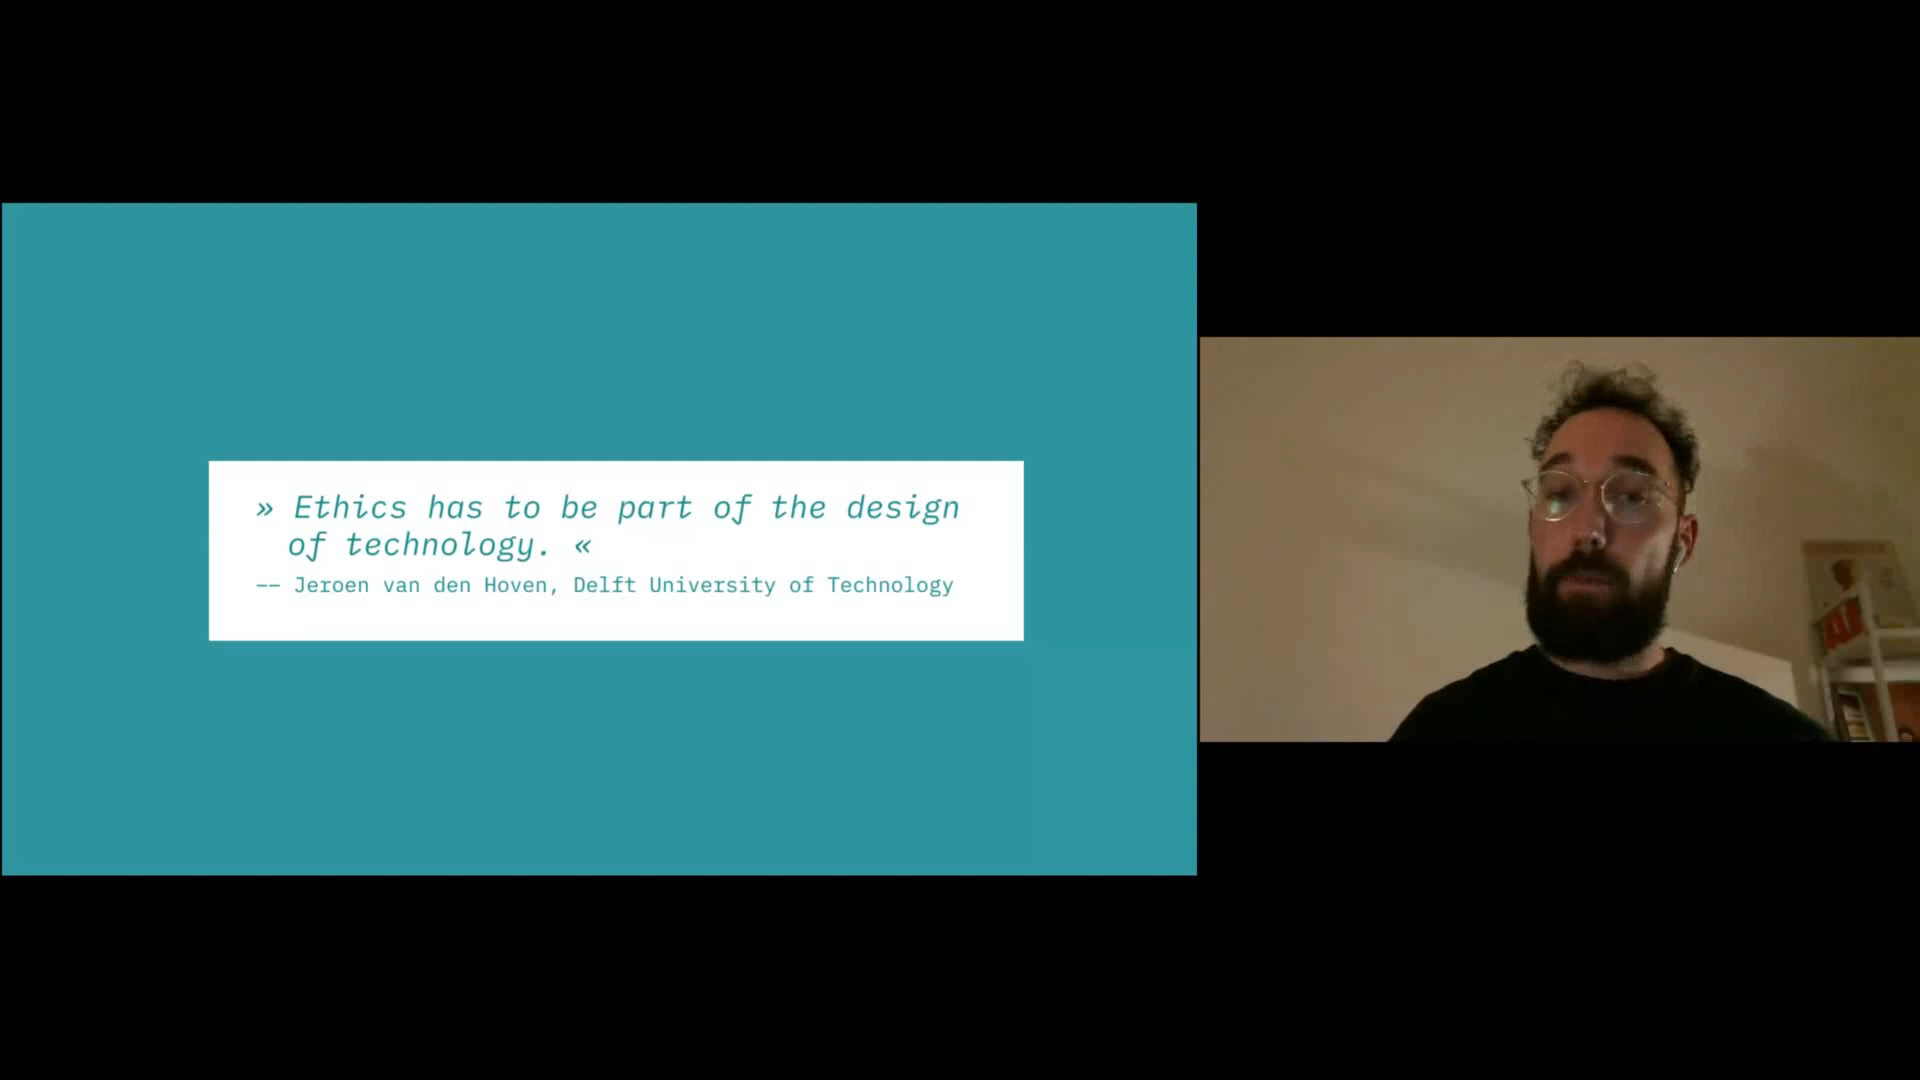 » Ethics has to be part of the design
of technology. «
-- Jeroen van den Hoven, Delft University of Technology